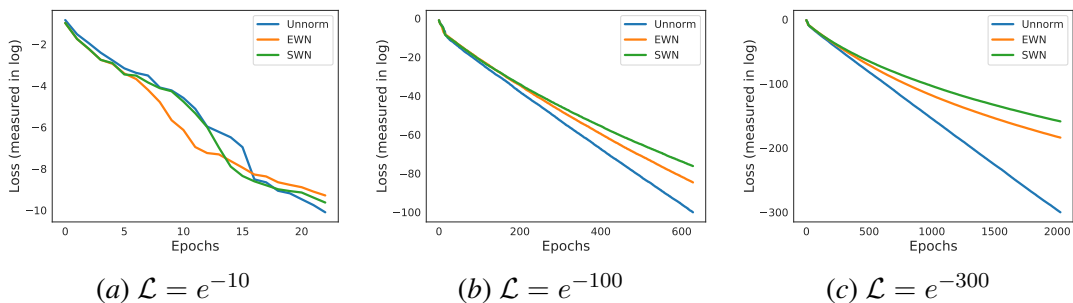 Unnorm
EWN
SWN
Loss (measured in log)
−2
−4
−6
−8
−10
0 5 10 15 20
Epochs
(a) ℒ = e⁻¹⁰
Unnorm
EWN
SWN
Loss (measured in log)
0
−20
−40
−60
−80
−100
0 200 400 600
Epochs
(b) ℒ = e⁻¹⁰⁰
Unnorm
EWN
SWN
Loss (measured in log)
0
−100
−200
−300
0 500 1000 1500 2000
Epochs
(c) ℒ = e⁻³⁰⁰